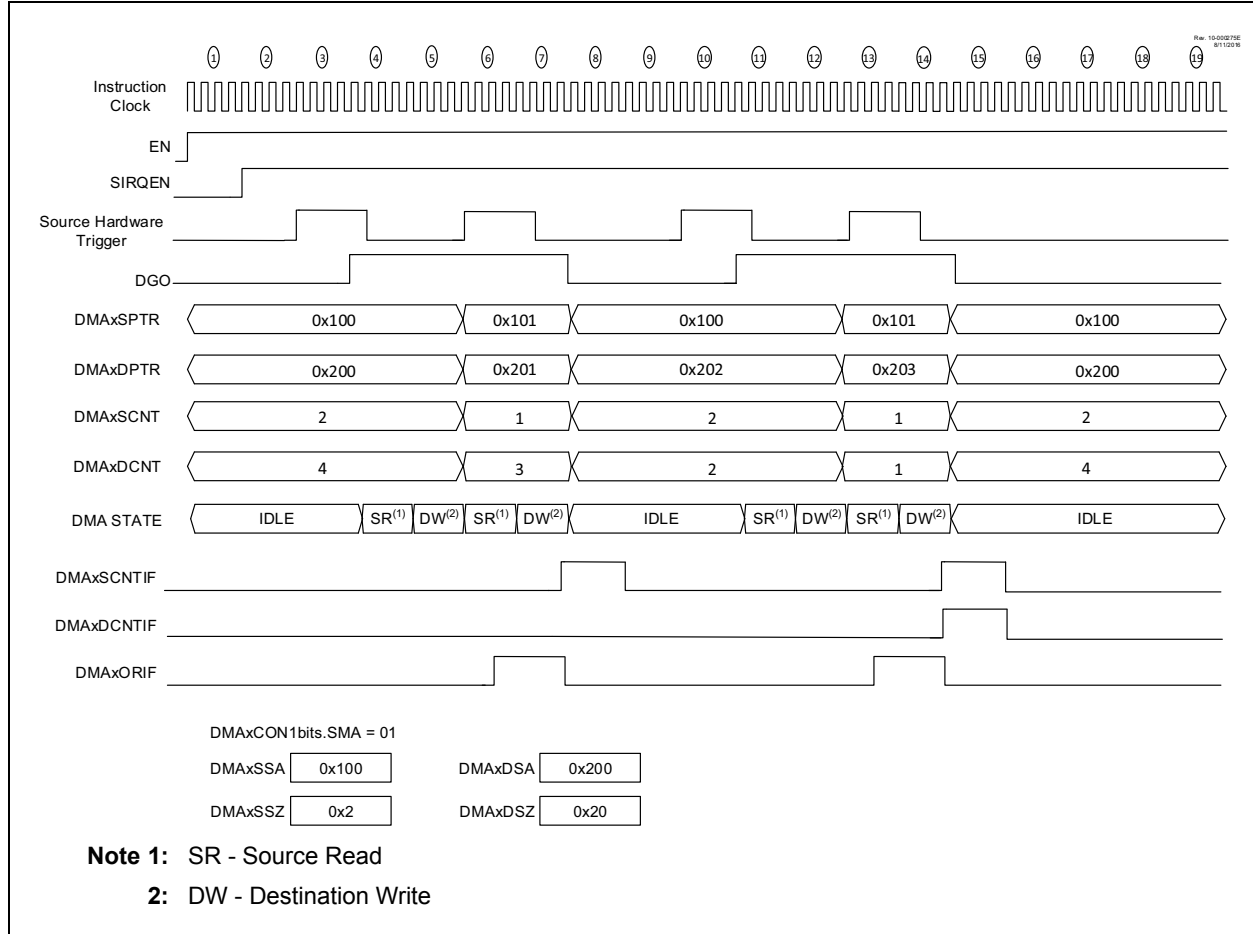 Rev. 10-000275E
8/11/2016
1 2 3 4 5 6 7 8 9 10 11 12 13 14 15 16 17 18 19
Instruction
Clock
EN
SIRQEN
Source Hardware
Trigger
DGO
DMAxSPTR 0x100 0x101 0x100 0x101 0x100
DMAxDPTR 0x200 0x201 0x202 0x203 0x200
DMAxSCNT 2 1 2 1 2
DMAxDCNT 4 3 2 1 4
DMA STATE IDLE SR(1) DW(2) SR(1) DW(2) IDLE SR(1) DW(2) SR(1) DW(2) IDLE
DMAxSCNTIF
DMAxDCNTIF
DMAxORIF
DMAxCON1bits.SMA = 01
DMAxSSA 0x100 DMAxDSA 0x200
DMAxSSZ 0x2 DMAxDSZ 0x20
Note 1: SR - Source Read
2: DW - Destination Write